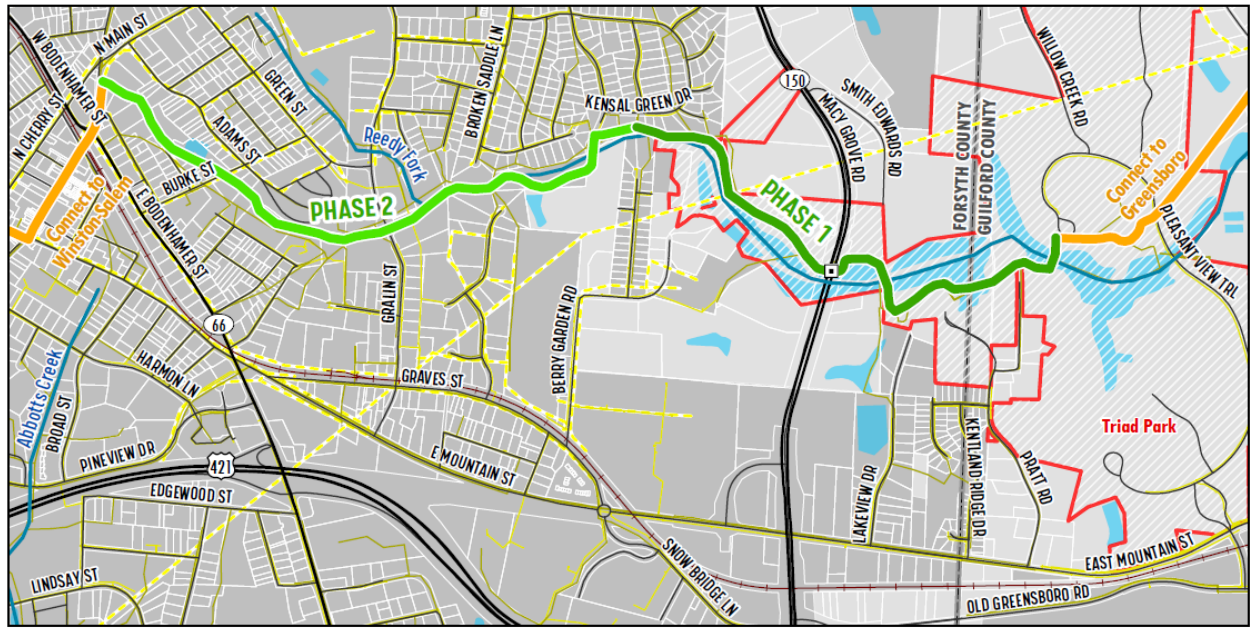 N MAIN ST
W BODENHAMER ST
N CHERRY ST
GREEN ST
ADAMS ST
BURKE ST
Reedy Fork
BROKEN SADDLE LN
KENSAL GREEN DR
150
MACY GROVE RD
SMITH EDWARDS RD
WILLOW CREEK RD
FORSYTH COUNTY
GUILFORD COUNTY
Connect to
Greensboro
PLEASANT VIEW TRL
Connect to
Winston-Salem
PHASE 2
PHASE 1
E BODENHAMER ST
GRALIN ST
BERRY GARDEN RD
66
Abbotts Creek
HARMON LN
BROAD ST
PINEVIEW DR
GRAVES ST
421
EDGEWOOD ST
E MOUNTAIN ST
LAKEVIEW DR
KENTLAND RIDGE DR
PRATT RD
Triad Park
SNOW BRIDGE LN
EAST MOUNTAIN ST
LINDSAY ST
OLD GREENSBORO RD